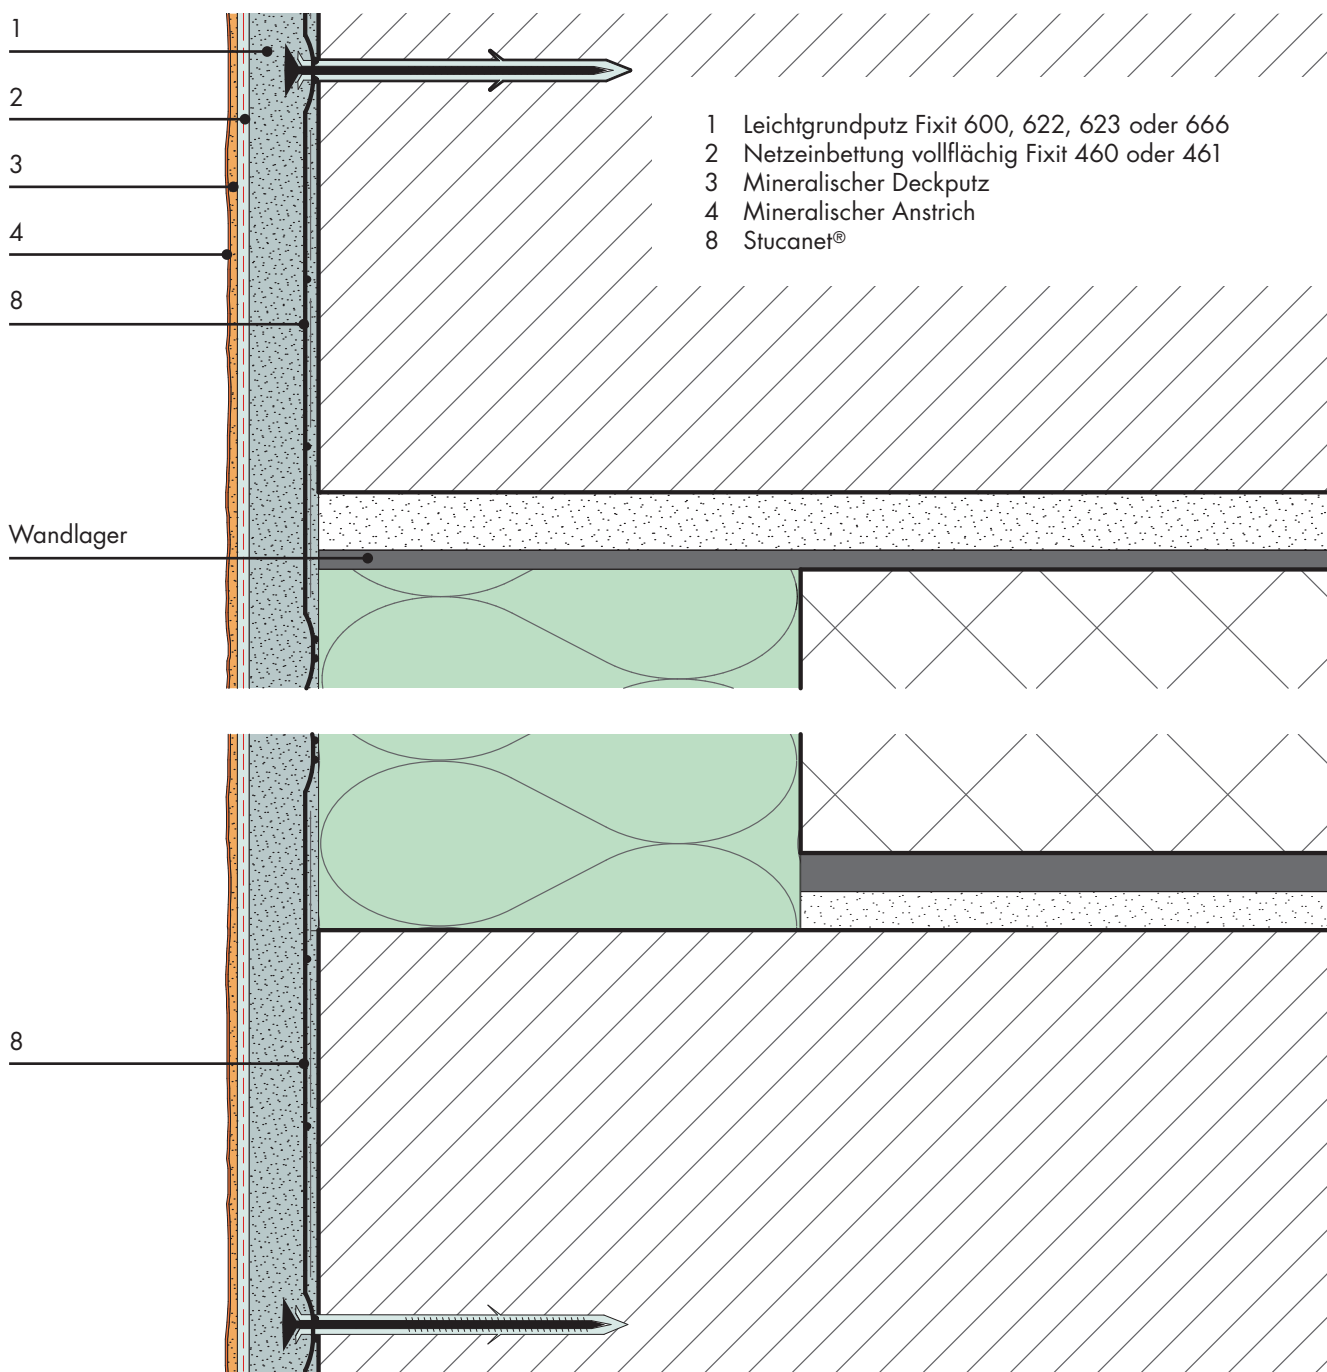 1
2
3
4
8
1 Leichtgrundputz Fixit 600, 622, 623 oder 666
2 Netzeinbettung vollflächig Fixit 460 oder 461
3 Mineralischer Deckputz
4 Mineralischer Anstrich
8 Stucanet®
Wandlager
8